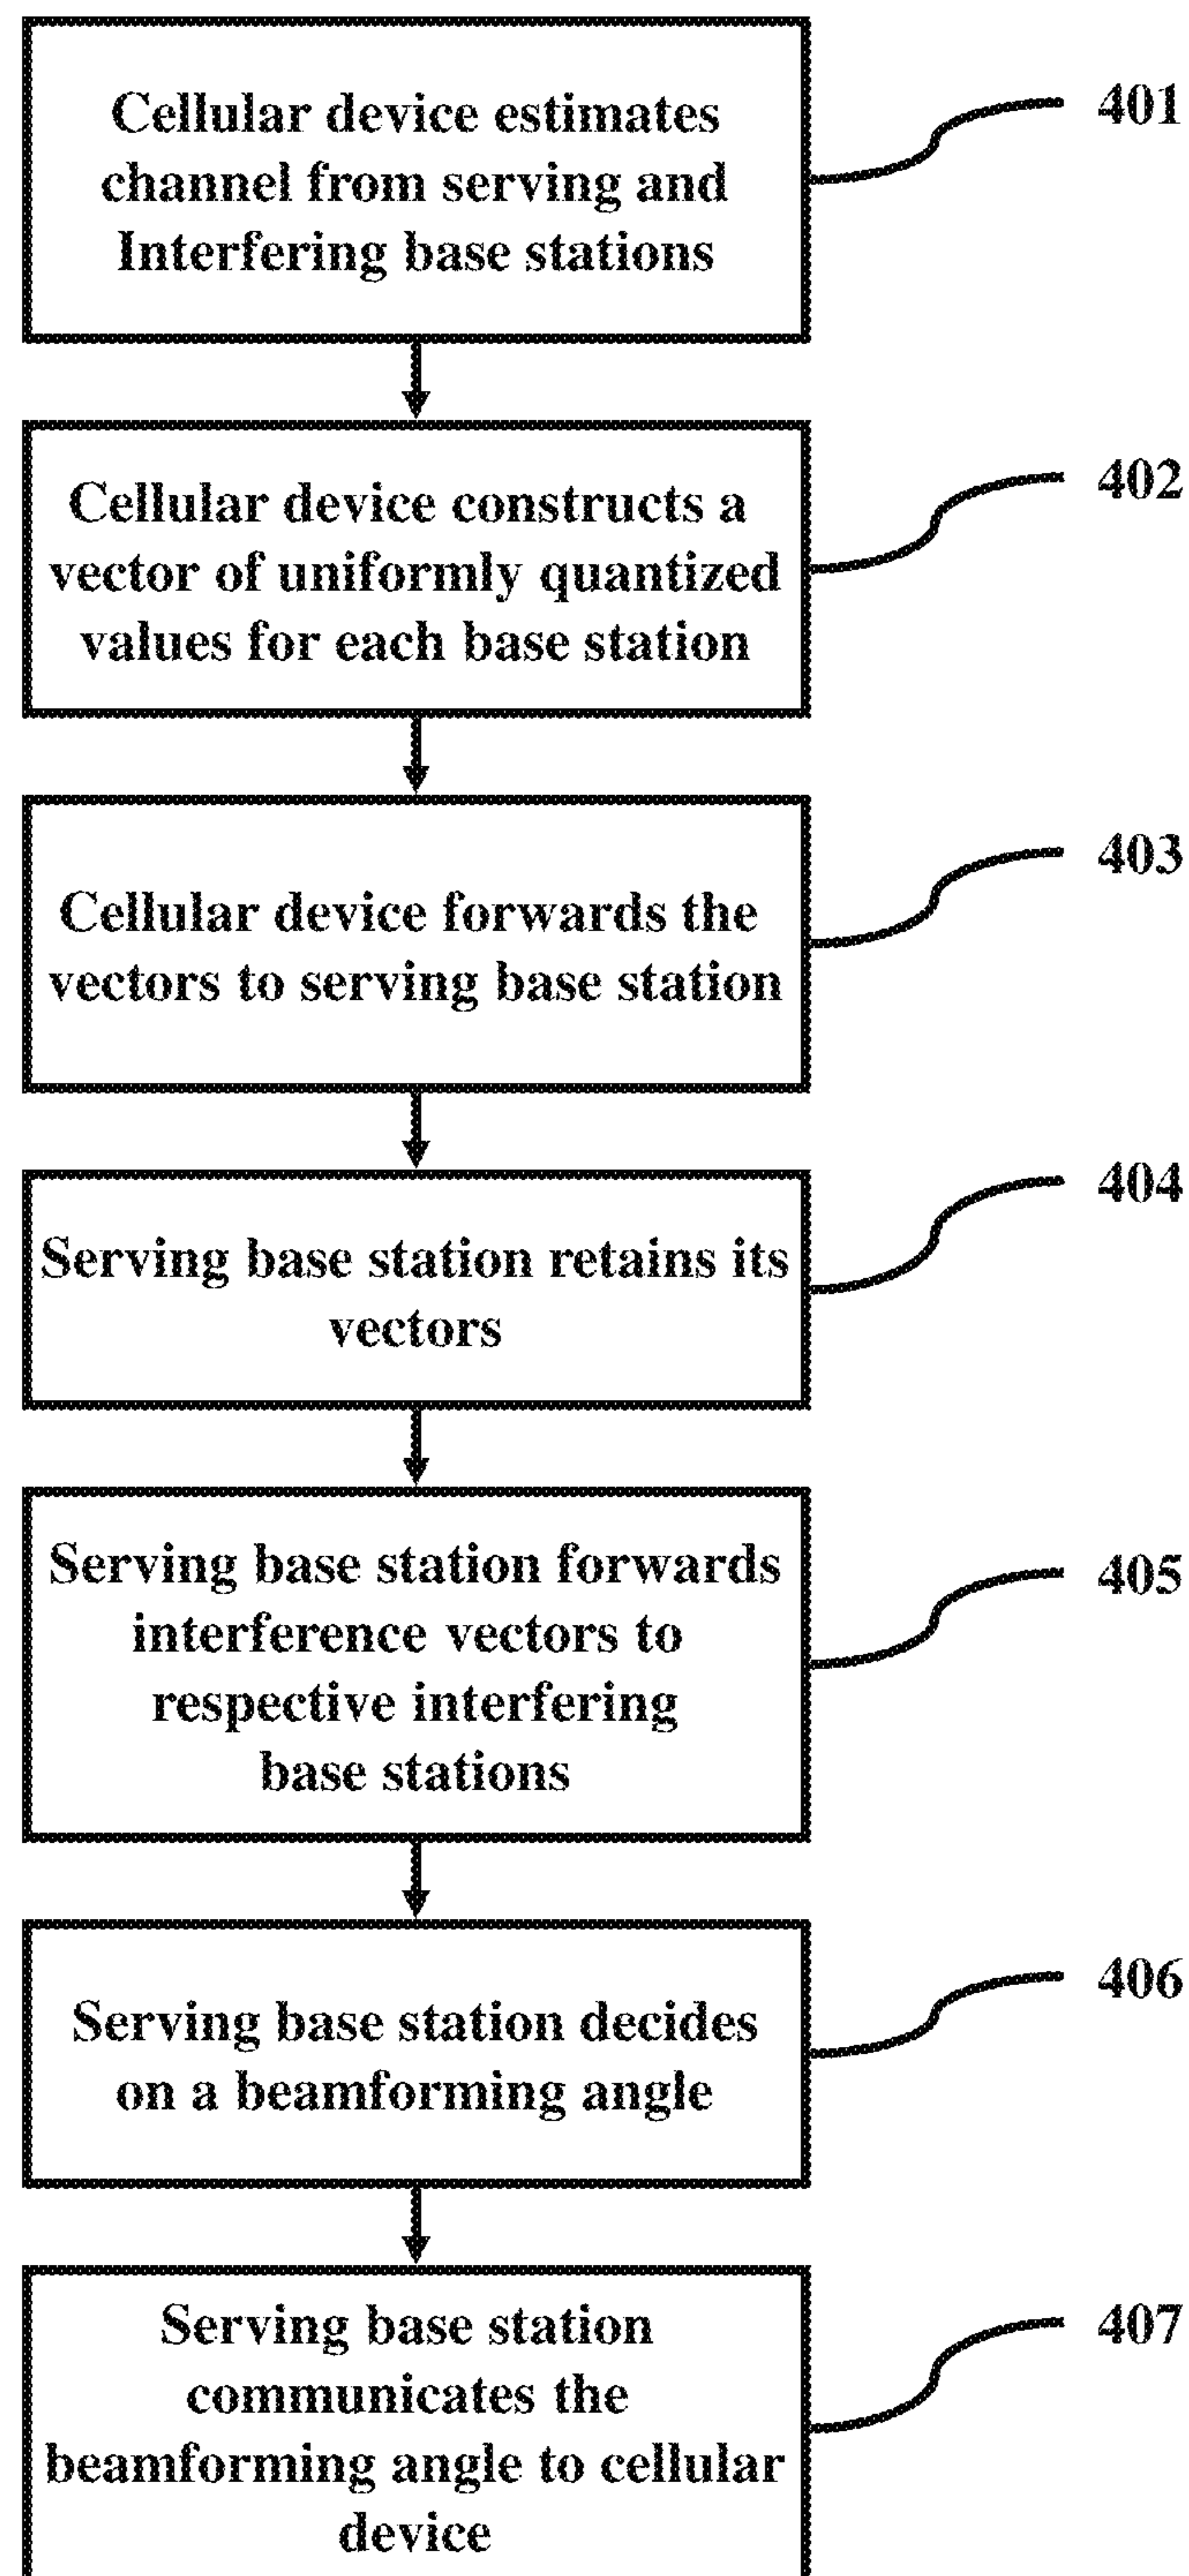 Cellular device estimates
channel from serving and
Interfering base stations
401
Cellular device constructs a
vector of uniformly quantized
values for each base station
402
Cellular device forwards the
vectors to serving base station
403
Serving base station retains its
vectors
404
Serving base station forwards
interference vectors to
respective interfering
base stations
405
Serving base station decides
on a beamforming angle
406
Serving base station
communicates the
beamforming angle to cellular
device
407